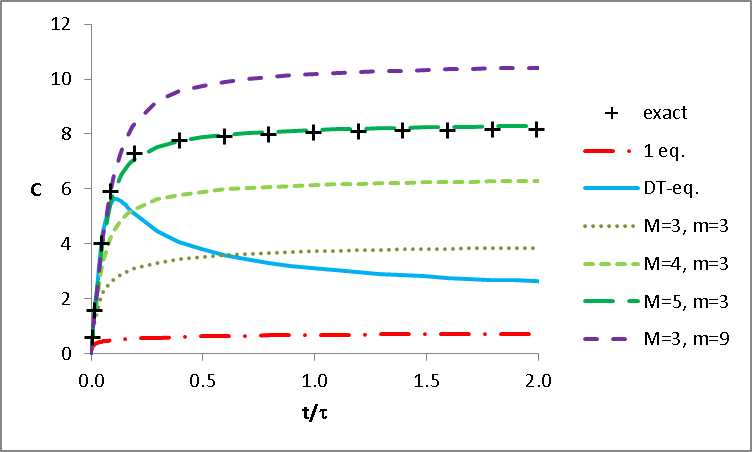 12
10
8
6
4
2
0
C
0.0 0.5 1.0 1.5 2.0
t/τ
exact
1 eq.
DT-eq.
M=3, m=3
M=4, m=3
M=5, m=3
M=3, m=9